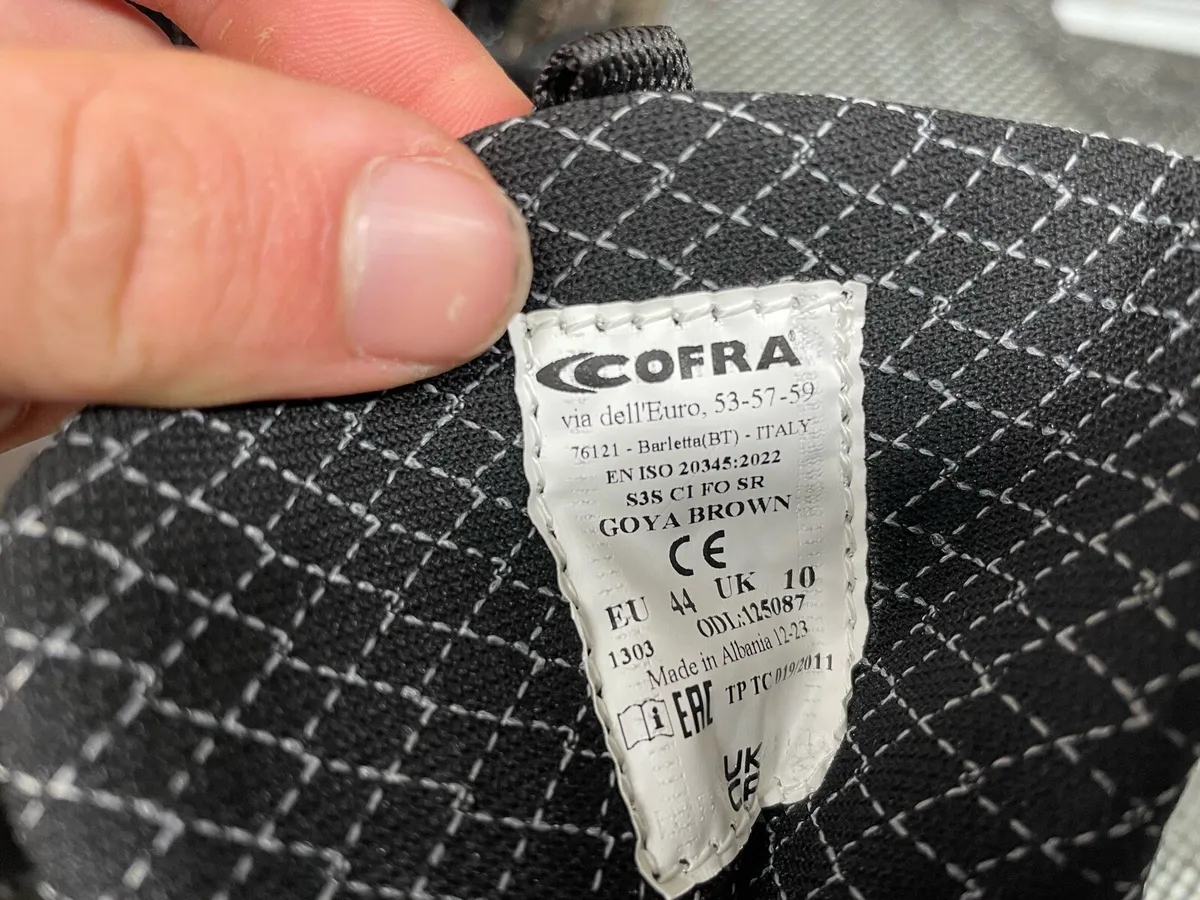 COFRA®
via dell'Euro, 53-57-59
76121 - Barletta(BT) - ITALY
EN ISO 20345:2022
S3S CI FO SR
GOYA BROWN
CE
EU 44 UK 10
ODL:125087
1303
Made in Albania 12-23
EAC TP TC 019/2011
UK
CA